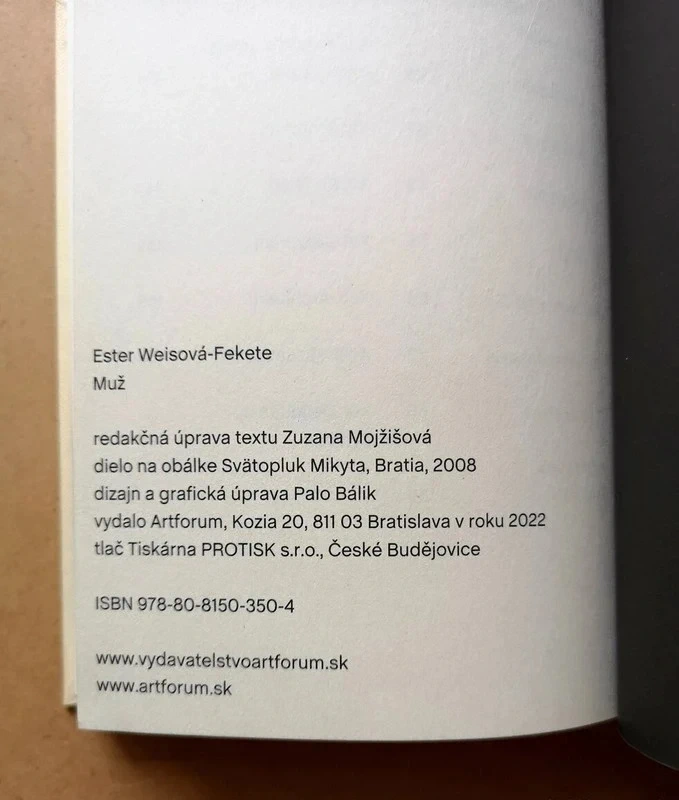 Ester Weisová-Fekete
Muž
redakčná úprava textu Zuzana Mojžišová
dielo na obálke Svätopluk Mikyta, Bratia, 2008
dizajn a grafická úprava Palo Bálik
vydalo Artforum, Kozia 20, 811 03 Bratislava v roku 2022
tlač Tiskárna PROTISK s.r.o., České Budějovice
ISBN 978-80-8150-350-4
www.vydavatelstvoartforum.sk
www.artforum.sk